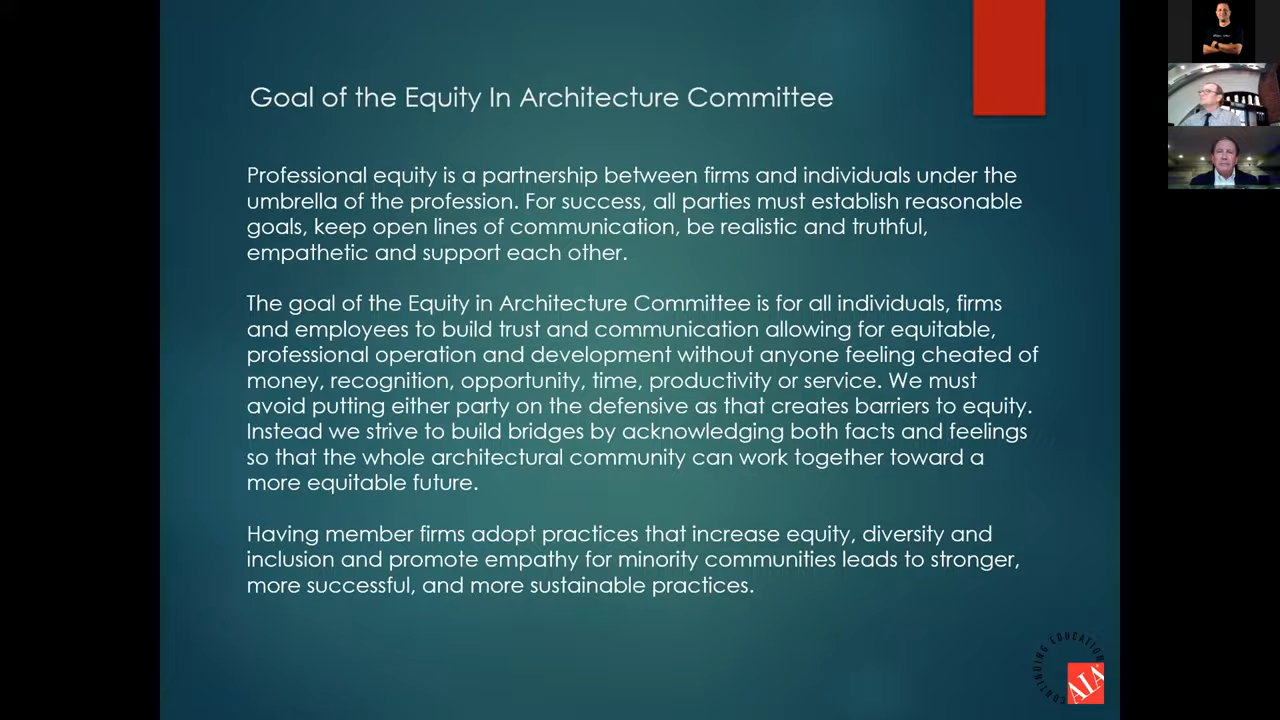 Goal of the Equity In Architecture Committee
Professional equity is a partnership between firms and individuals under the
umbrella of the profession. For success, all parties must establish reasonable
goals, keep open lines of communication, be realistic and truthful,
empathetic and support each other.
The goal of the Equity in Architecture Committee is for all individuals, firms
and employees to build trust and communication allowing for equitable,
professional operation and development without anyone feeling cheated of
money, recognition, opportunity, time, productivity or service. We must
avoid putting either party on the defensive as that creates barriers to equity.
Instead we strive to build bridges by acknowledging both facts and feelings
so that the whole architectural community can work together toward a
more equitable future.
Having member firms adopt practices that increase equity, diversity and
inclusion and promote empathy for minority communities leads to stronger,
more successful, and more sustainable practices.
CONTINUING EDUCATION
AIA